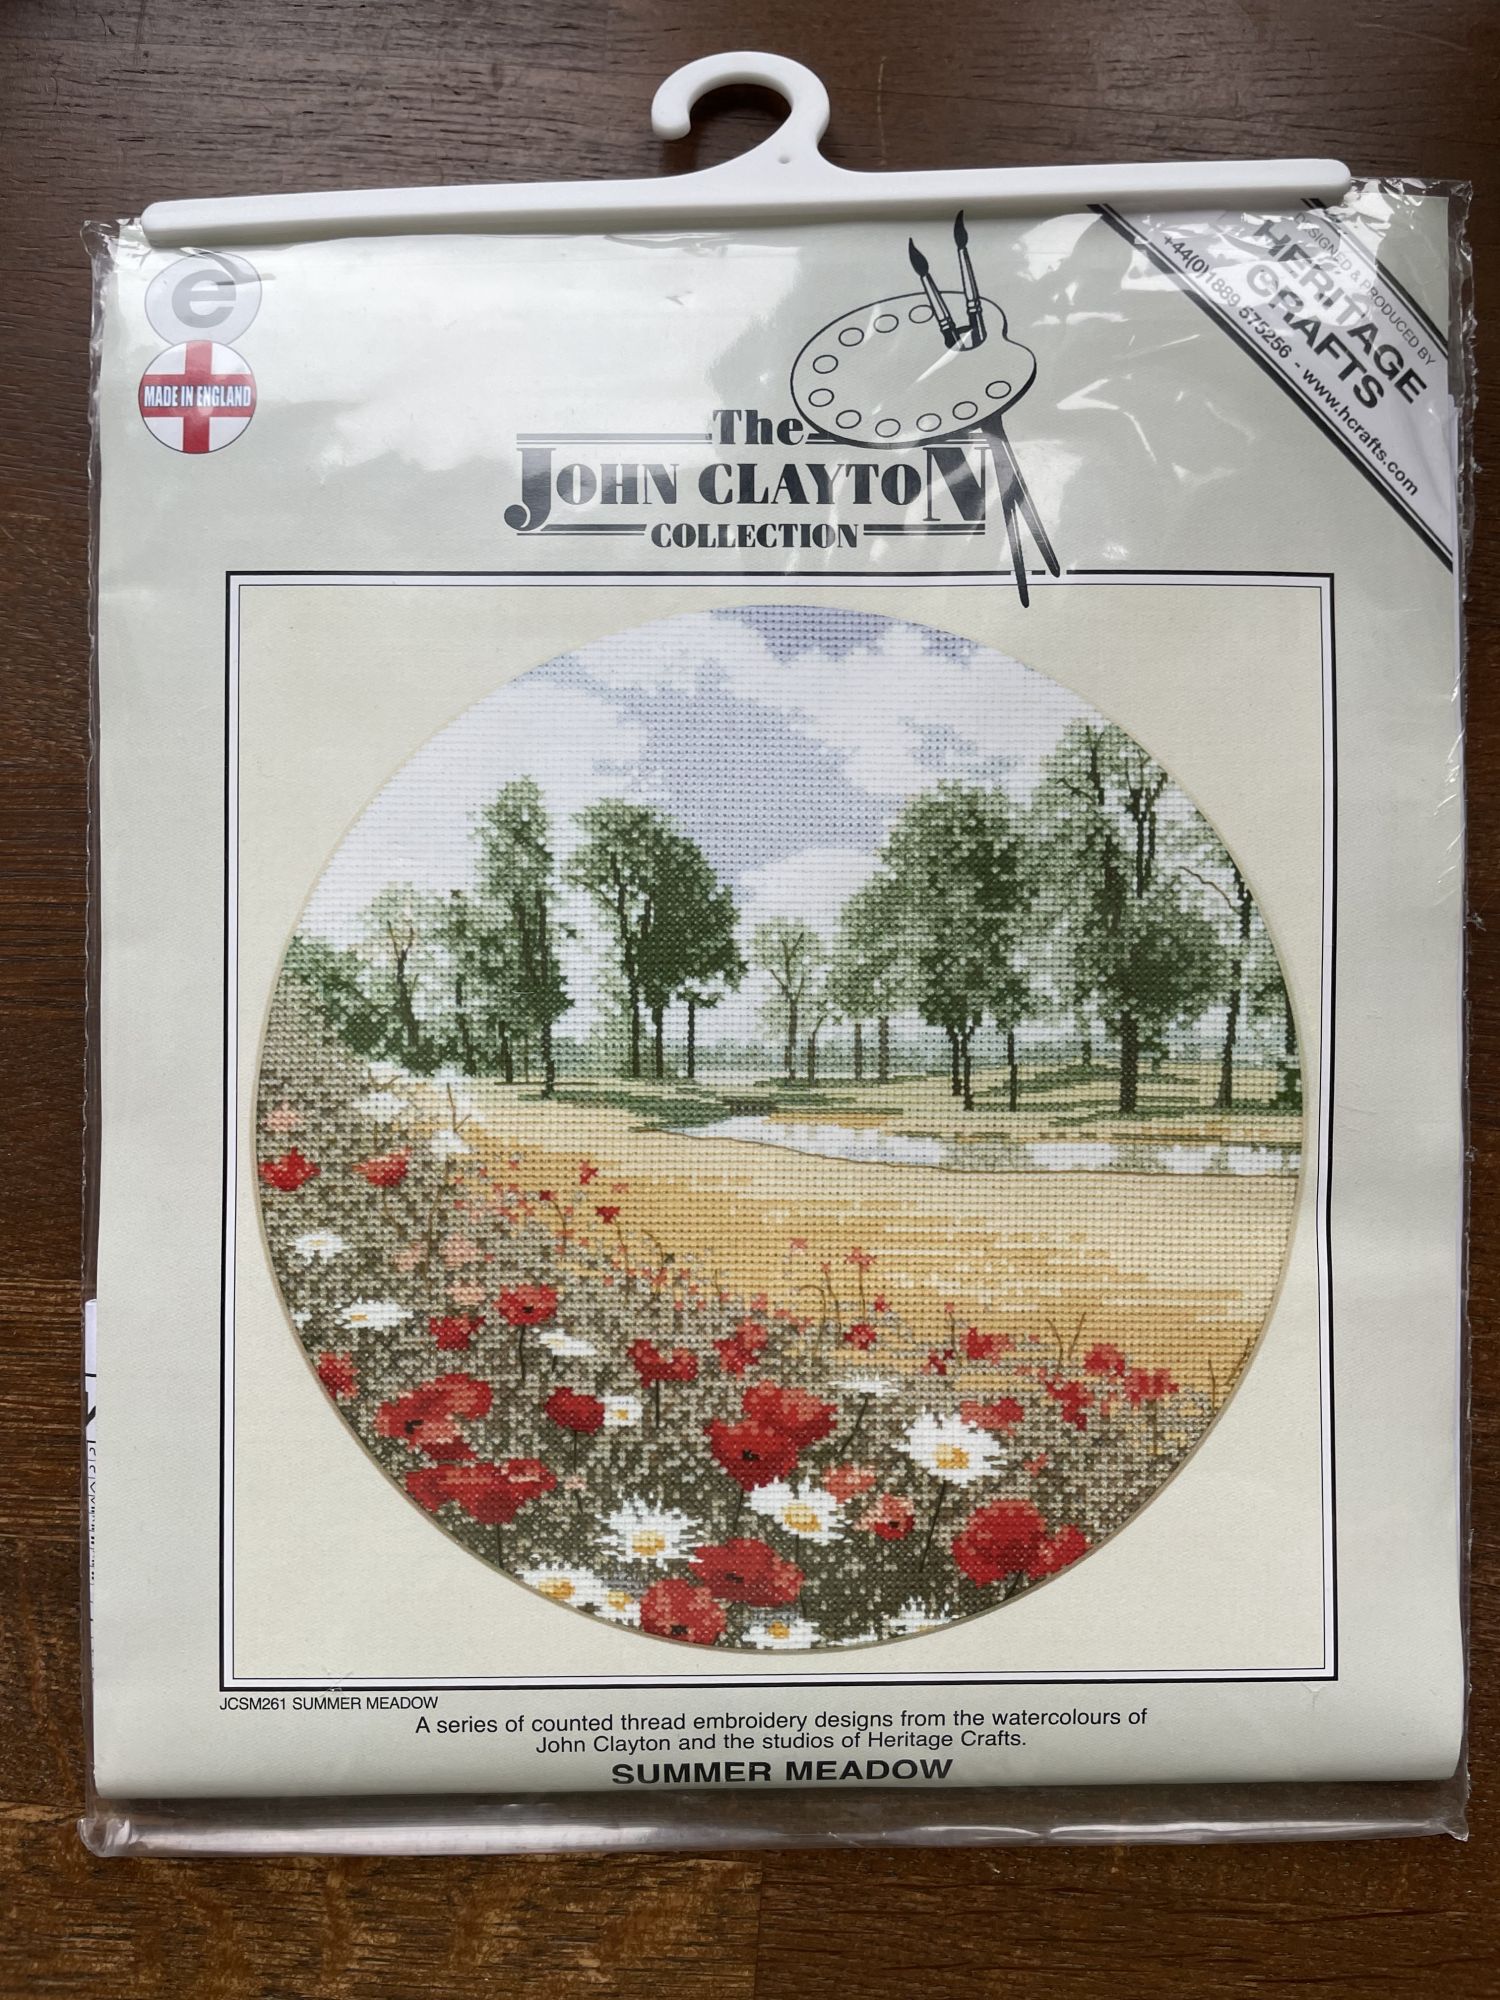 e
MADE IN ENGLAND
DESIGNED & PRODUCED BY
HERITAGE
CRAFTS
+44(0)1889 575256 - www.hcrafts.com
The
JOHN CLAYTON
COLLECTION
JCSM261 SUMMER MEADOW
A series of counted thread embroidery designs from the watercolours of
John Clayton and the studios of Heritage Crafts.
SUMMER MEADOW